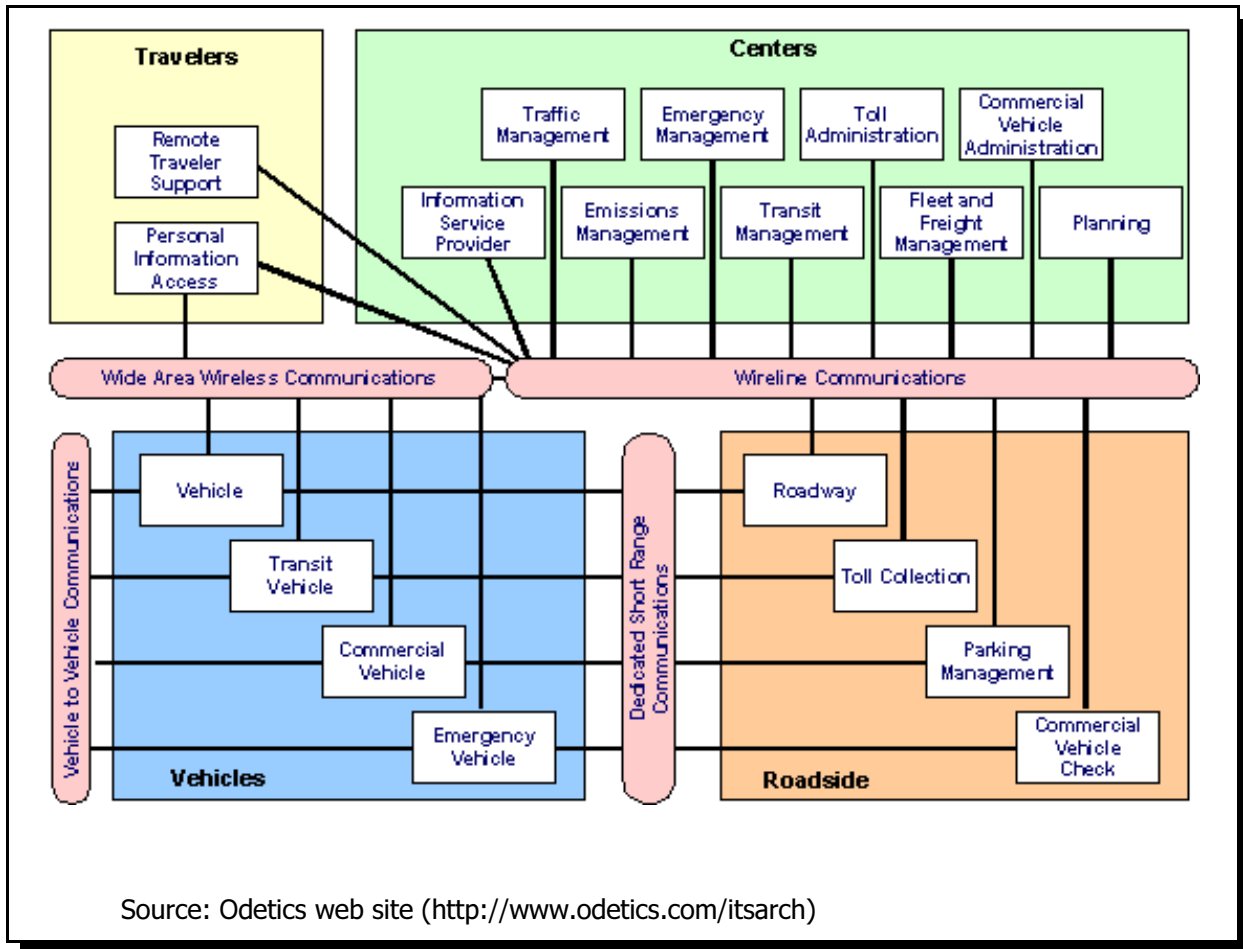 Travelers
Remote
Traveler
Support
Personal
Information
Access
Centers
Traffic
Management
Emergency
Management
Toll
Administration
Commercial
Vehicle
Administration
Information
Service
Provider
Emissions
Management
Transit
Management
Fleet and
Freight
Management
Planning
Wide Area Wireless Communications
Wireline Communications
Vehicle to Vehicle Communications
Vehicle
Transit
Vehicle
Commercial
Vehicle
Emergency
Vehicle
Vehicles
Dedicated Short Range
Communications
Roadway
Toll Collection
Parking
Management
Commercial
Vehicle
Check
Roadside
Source: Odetics web site (http://www.odetics.com/itsarch)